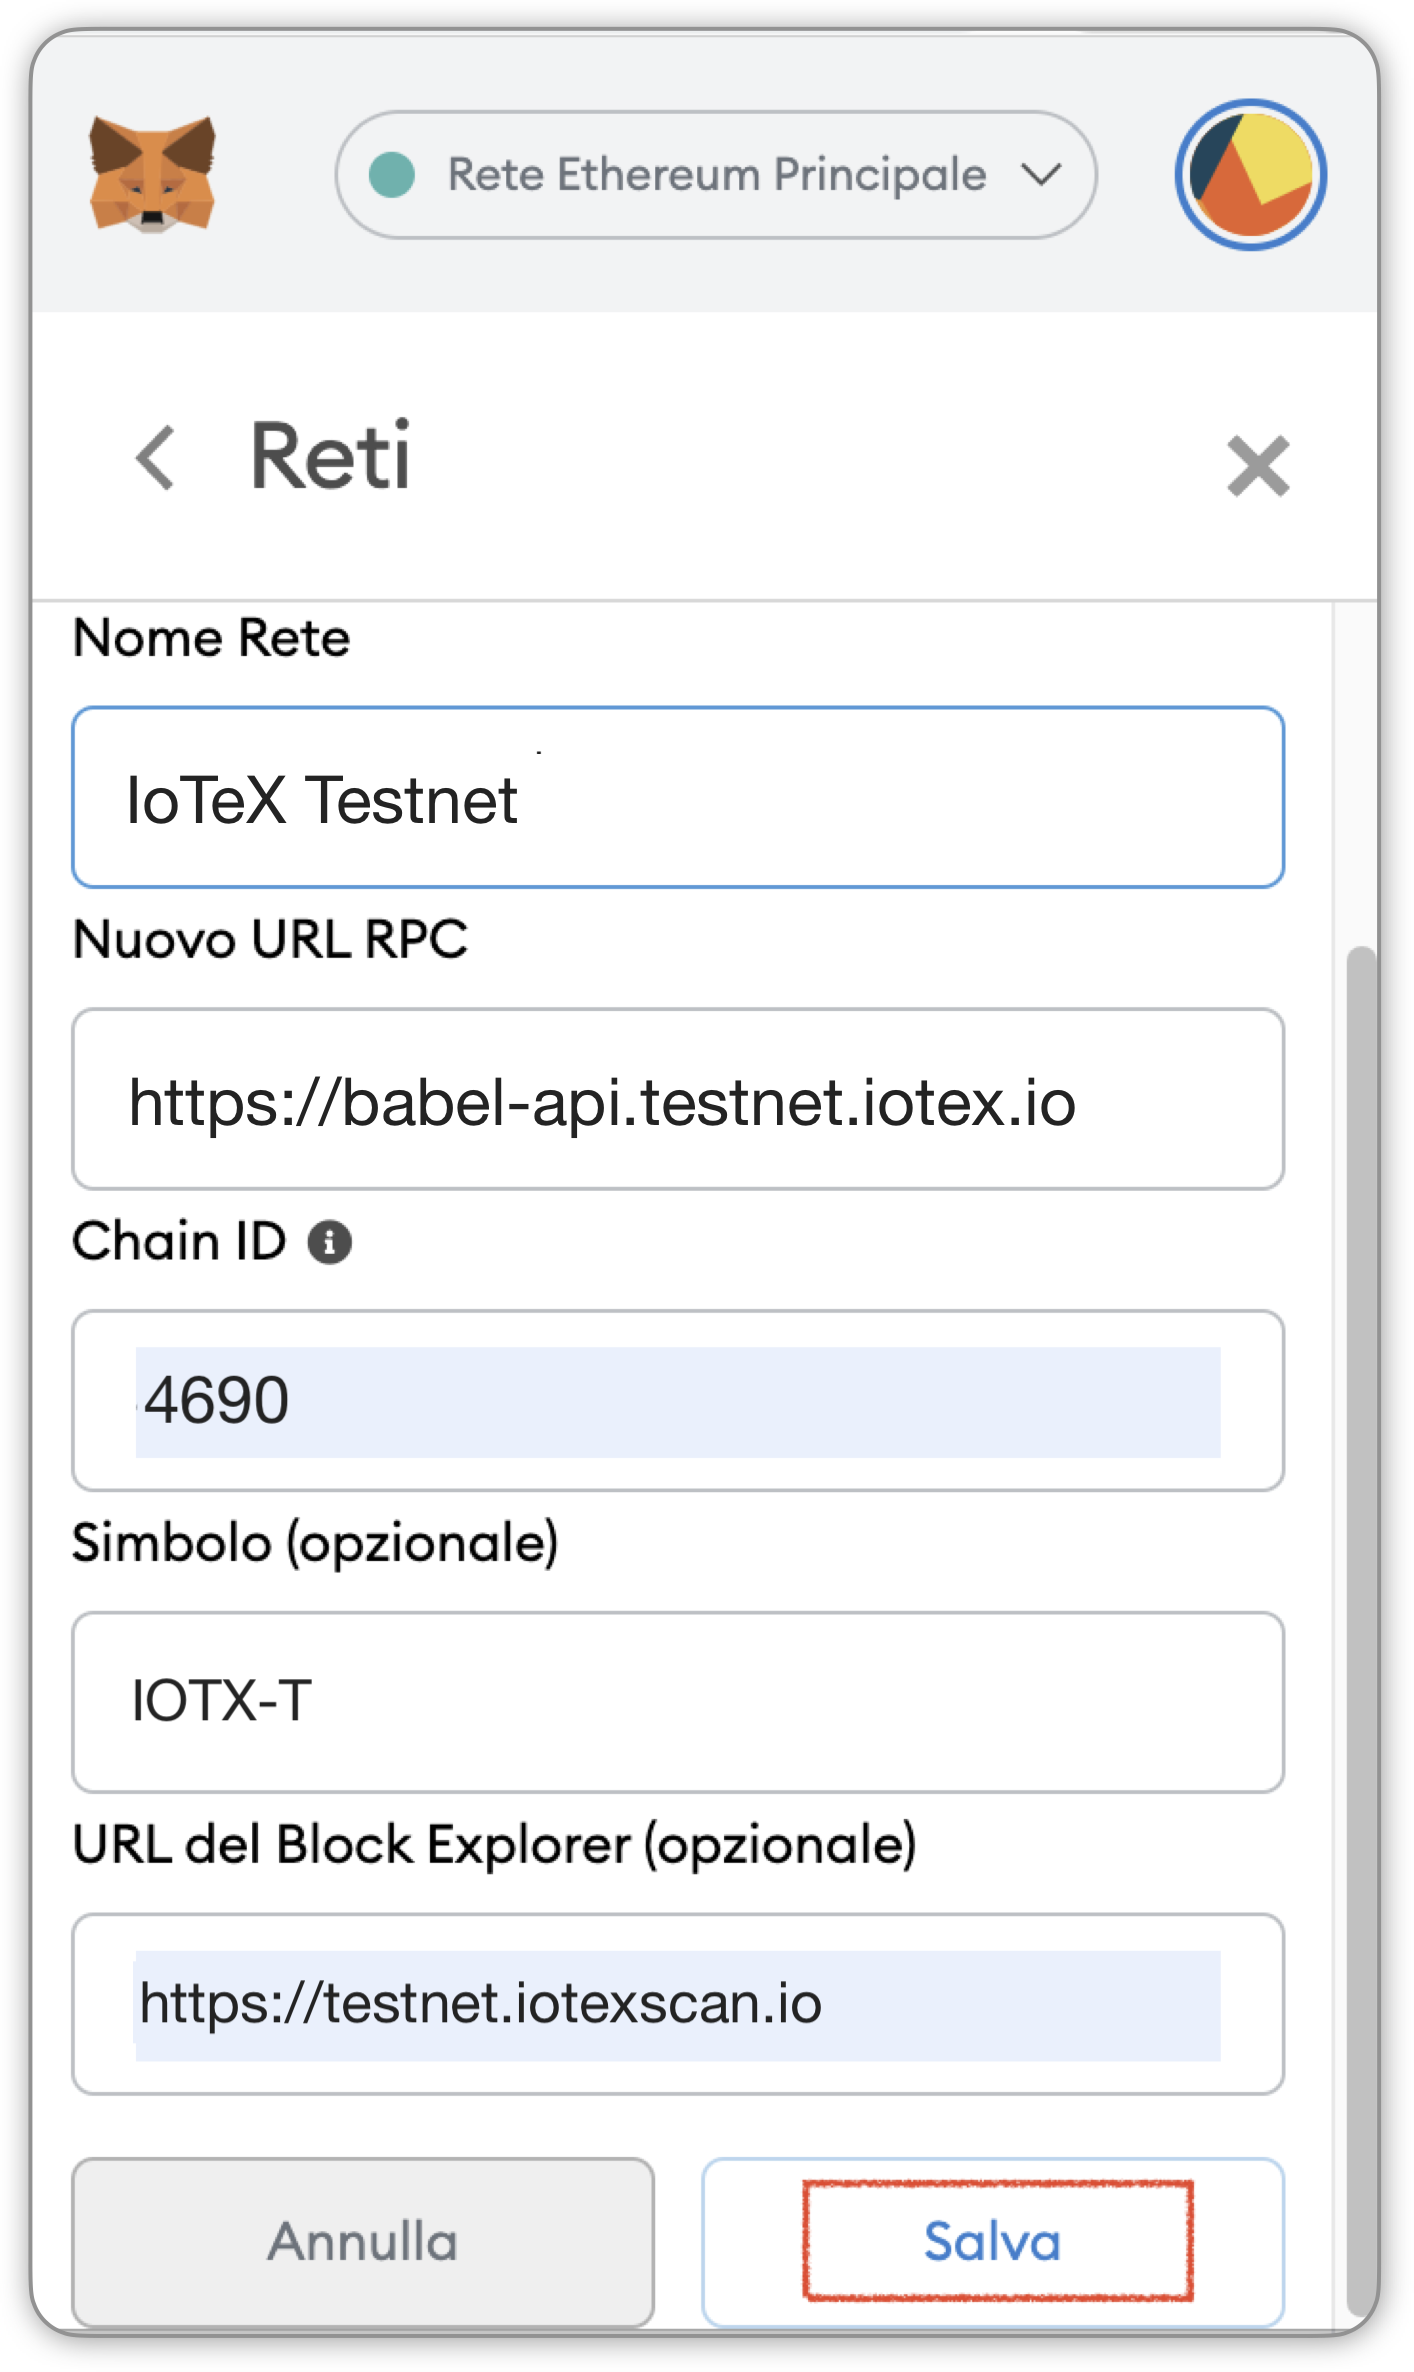 Rete Ethereum Principale
Reti
Nome Rete
IoTeX Testnet
Nuovo URL RPC
https://babel-api.testnet.iotex.io
Chain ID
4690
Simbolo (opzionale)
IOTX-T
URL del Block Explorer (opzionale)
https://testnet.iotexscan.io
Annulla
Salva